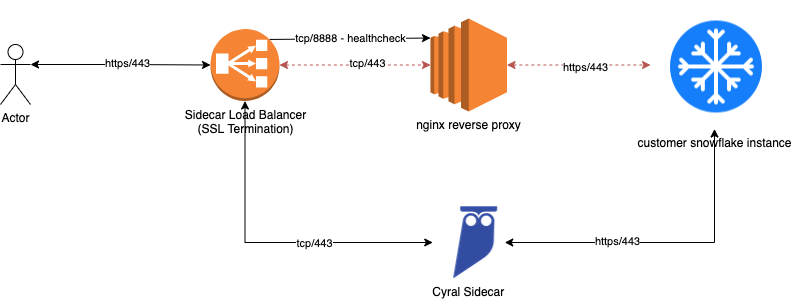 tcp/8888 - healthcheck
https/443
tcp/443
https/443
Actor
Sidecar Load Balancer
(SSL Termination)
nginx reverse proxy
customer snowflake instance
tcp/443
https/443
Cyral Sidecar